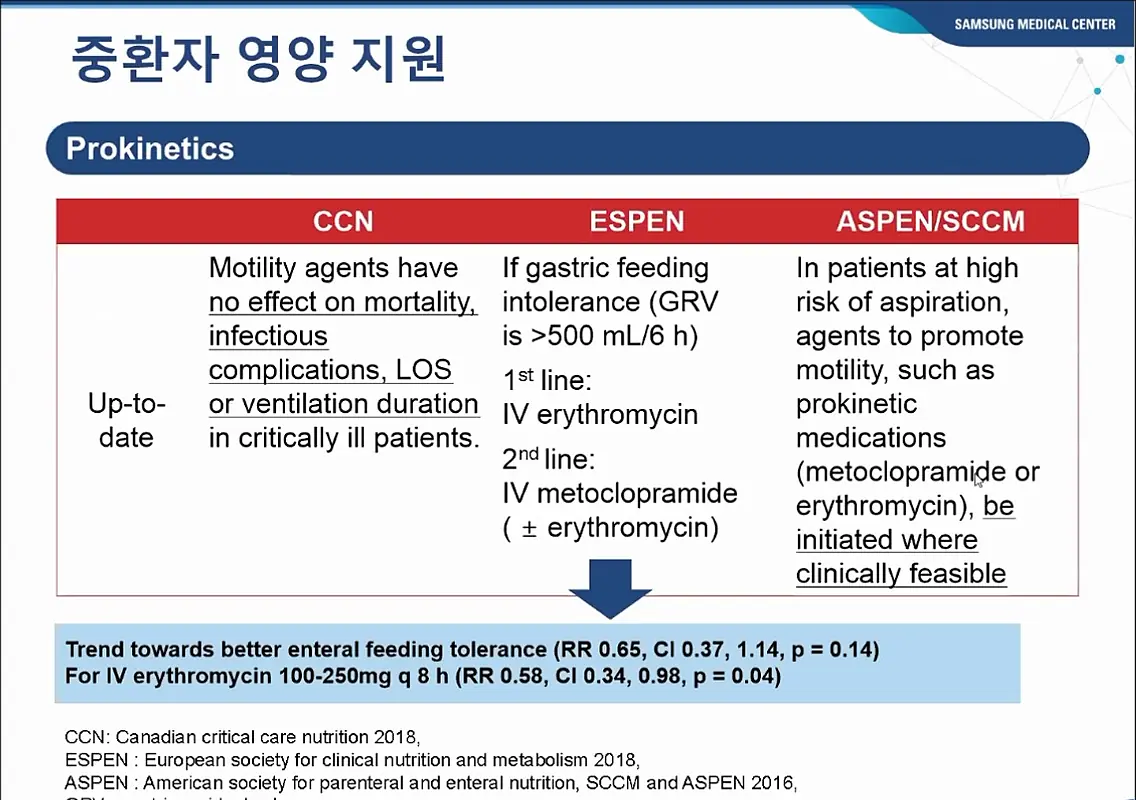 SAMSUNG MEDICAL CENTER
중환자 영양 지원
Prokinetics
CCN
ESPEN
ASPEN/SCCM
Up-to-
date
Motility agents have
no effect on mortality,
infectious
complications, LOS
or ventilation duration
in critically ill patients.
If gastric feeding
intolerance (GRV
is >500 mL/6 h)
1st line:
IV erythromycin
2nd line:
IV metoclopramide
( ± erythromycin)
In patients at high
risk of aspiration,
agents to promote
motility, such as
prokinetic
medications
(metoclopramide or
erythromycin), be
initiated where
clinically feasible
Trend towards better enteral feeding tolerance (RR 0.65, CI 0.37, 1.14, p = 0.14)
For IV erythromycin 100-250mg q 8 h (RR 0.58, CI 0.34, 0.98, p = 0.04)
CCN: Canadian critical care nutrition 2018,
ESPEN : European society for clinical nutrition and metabolism 2018,
ASPEN : American society for parenteral and enteral nutrition, SCCM and ASPEN 2016,